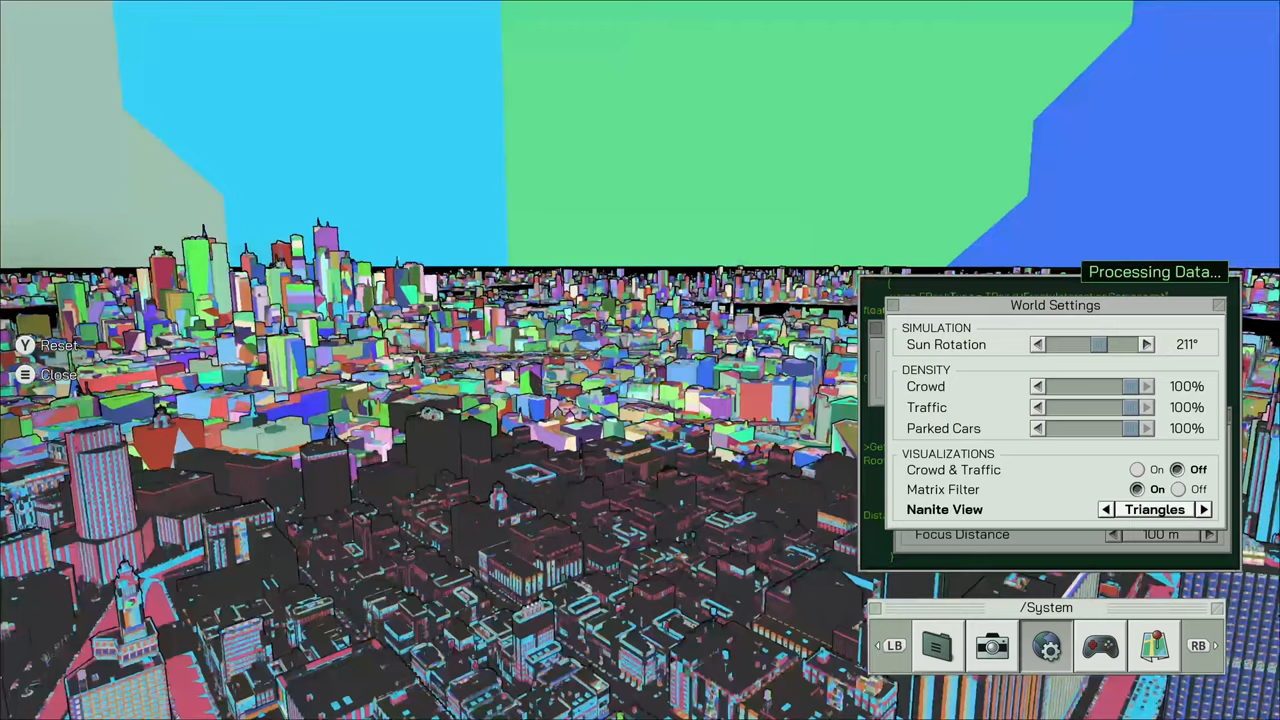 Processing Data...
World Settings
SIMULATION
Sun Rotation 211°
DENSITY
Crowd 100%
Traffic 100%
Parked Cars 100%
VISUALIZATIONS
Crowd & Traffic On Off
Matrix Filter On Off
Nanite View Triangles
Focus Distance 100 m
Y Reset
Close
/System
LB RB